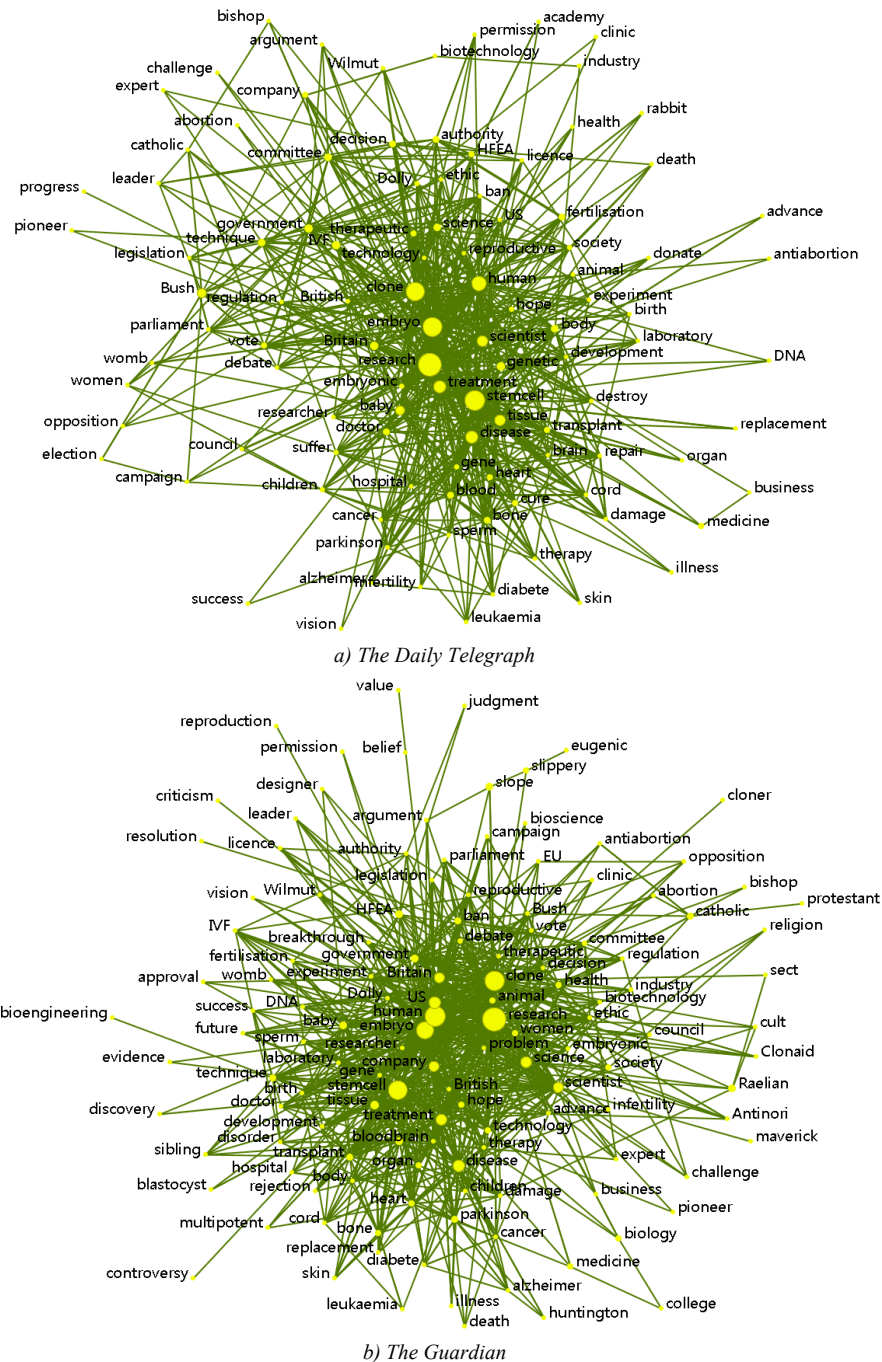 bishop
academy
argument
permission
clinic
biotechnology
Wilmut
industry
challenge
expert
company
rabbit
abortion
health
decision
authority
catholic
committee
HFEA
licence
death
Dolly
ethic
leader
progress
ban
advance
government
therapeutic
science
US
fertilisation
pioneer
technique
IVF
society
legislation
technology
reproductive
donate
antiabortion
animal
human
Bush
regulation
British
clone
hope
experiment
birth
parliament
embryo
body
vote
Britain
scientist
laboratory
development
womb
debate
research
genetic
DNA
women
embryonic
treatment
stemcell
destroy
researcher
baby
tissue
opposition
doctor
disease
transplant
replacement
council
suffer
brain
repair
election
gene
organ
campaign
children
hospital
heart
blood
cord
business
cure
cancer
bone
damage
medicine
sperm
parkinson
therapy
alzheimer
infertility
illness
success
diabete
skin
vision
leukaemia
a) The Daily Telegraph
value
judgment
reproduction
permission
belief
eugenic
slippery
designer
slope
criticism
cloner
leader
argument
bioscience
resolution
campaign
licence
authority
antiabortion
parliament
EU
opposition
legislation
clinic
vision
Wilmut
reproductive
abortion
bishop
protestant
HFEA
Bush
catholic
IVF
ban
vote
religion
breakthrough
debate
committee
fertilisation
government
therapeutic
decision
regulation
approval
womb
experiment
Britain
clone
health
sect
industry
Dolly
US
animal
biotechnology
success
DNA
human
research
ethic
bioengineering
future
baby
embryo
women
council
cult
sperm
researcher
problem
embryonic
evidence
laboratory
company
science
society
Clonaid
technique
gene
birth
stemcell
British
scientist
Raelian
doctor
tissue
hope
advance
infertility
discovery
development
treatment
technology
Antinori
disorder
blood
brain
therapy
maverick
sibling
transplant
organ
disease
expert
hospital
body
challenge
blastocyst
rejection
heart
children
damage
business
pioneer
multipotent
cord
bone
parkinson
cancer
biology
replacement
diabete
medicine
controversy
skin
alzheimer
leukaemia
illness
huntington
college
death
b) The Guardian